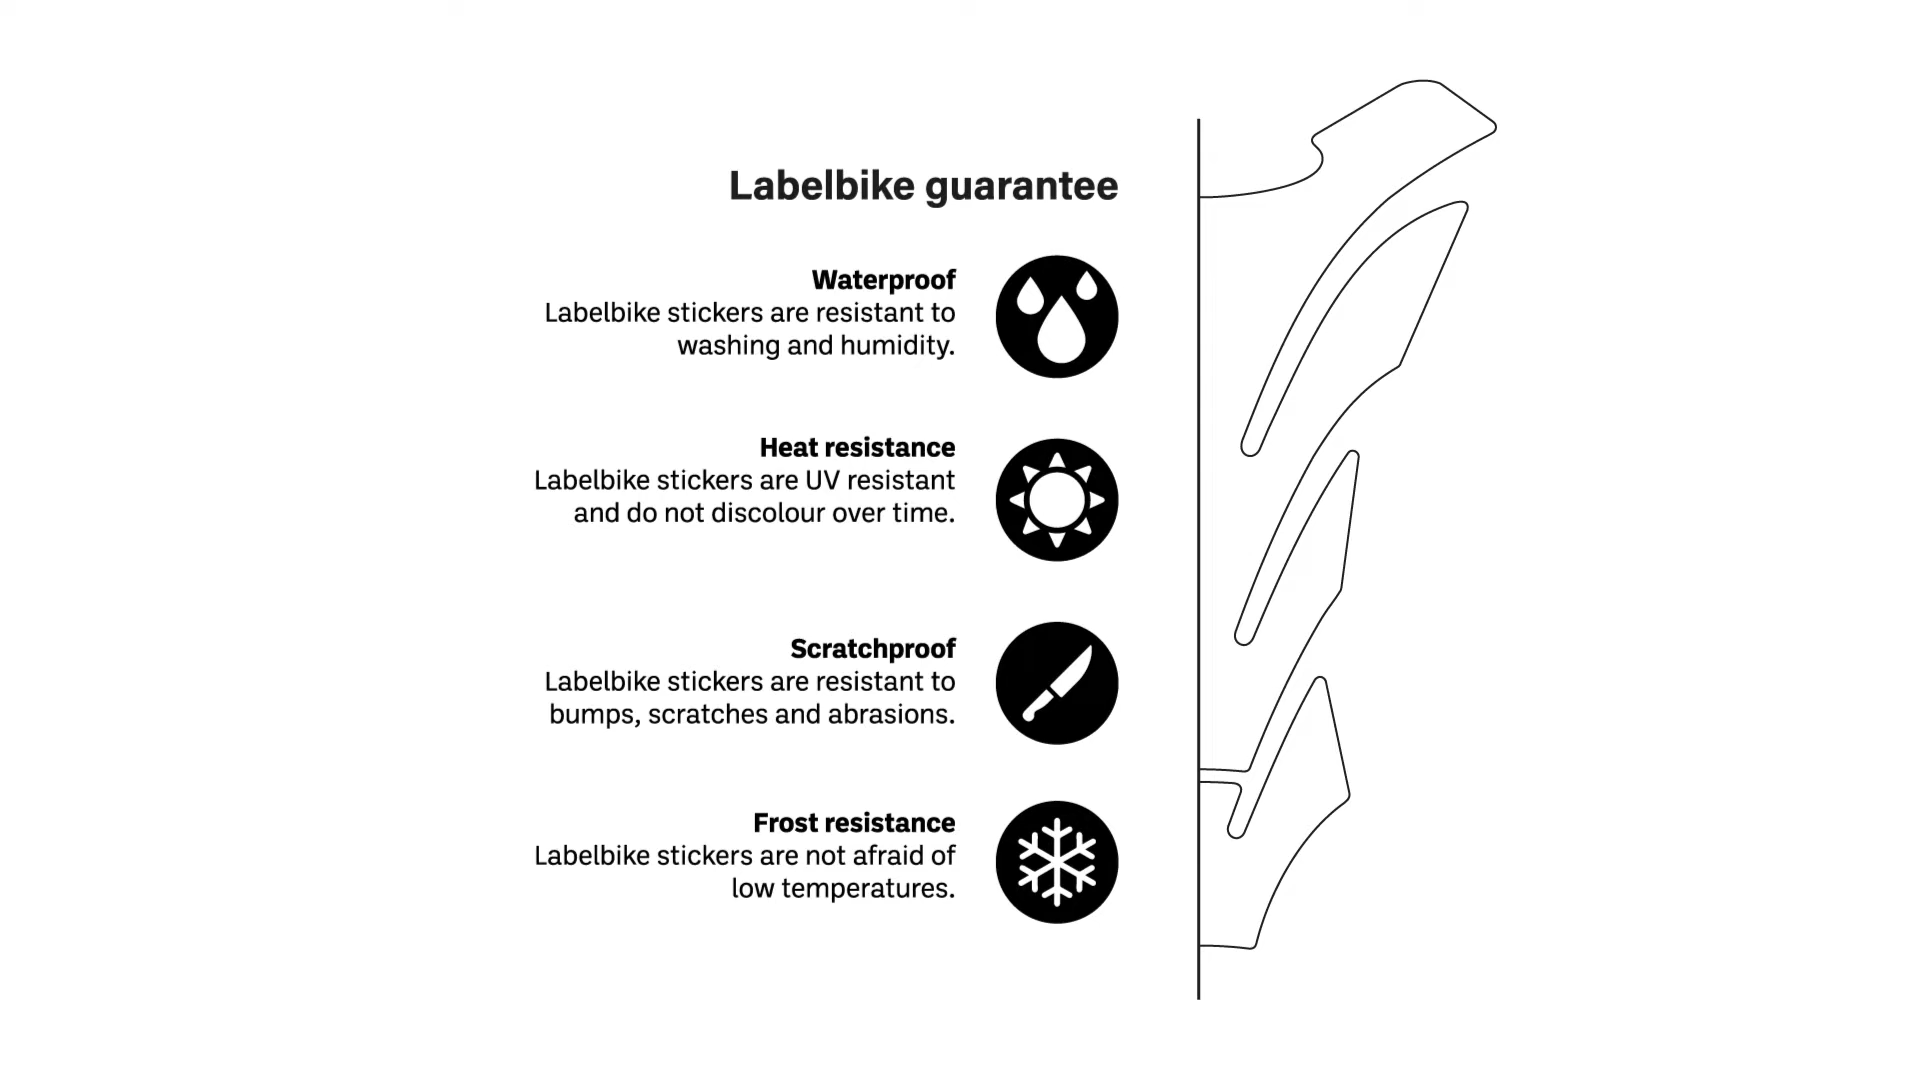 Labelbike guarantee
Waterproof
Labelbike stickers are resistant to
washing and humidity.
Heat resistance
Labelbike stickers are UV resistant
and do not discolour over time.
Scratchproof
Labelbike stickers are resistant to
bumps, scratches and abrasions.
Frost resistance
Labelbike stickers are not afraid of
low temperatures.